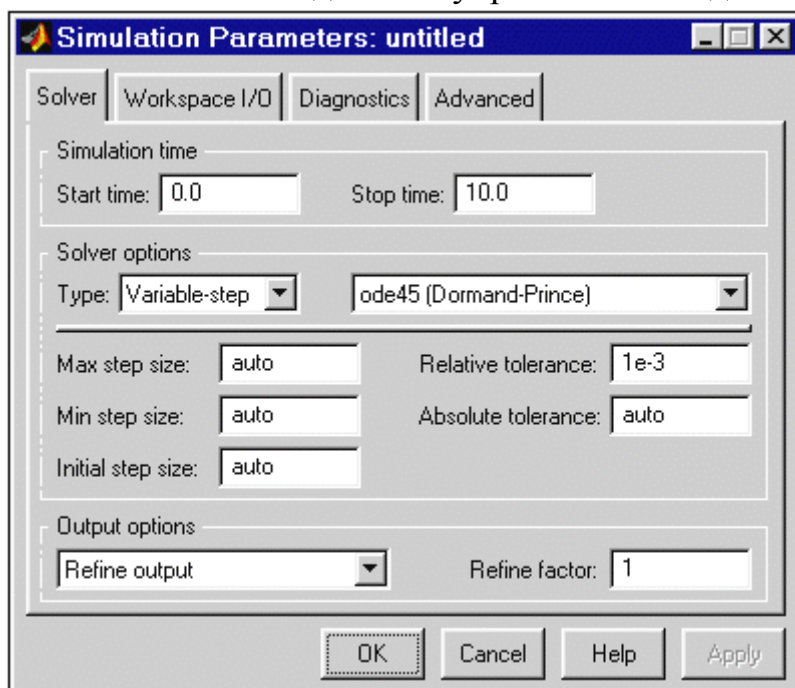 Simulation Parameters: untitled
Solver Workspace I/O Diagnostics Advanced
Simulation time
Start time: 0.0 Stop time: 10.0
Solver options
Type: Variable-step ode45 (Dormand-Prince)
Max step size: auto Relative tolerance: 1e-3
Min step size: auto Absolute tolerance: auto
Initial step size: auto
Output options
Refine output Refine factor: 1
OK Cancel Help Apply